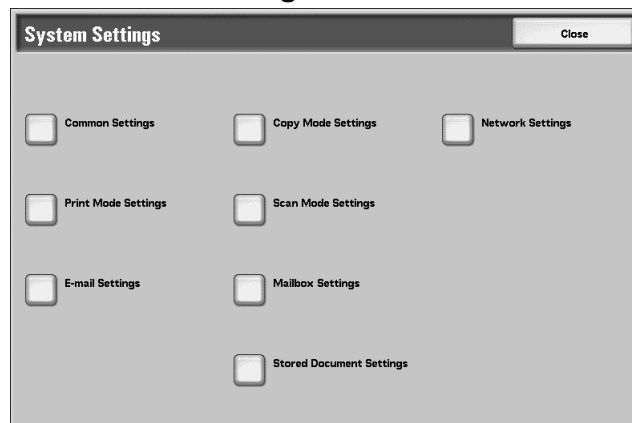 System Settings
Close
Common Settings
Copy Mode Settings
Network Settings
Print Mode Settings
Scan Mode Settings
E-mail Settings
Mailbox Settings
Stored Document Settings